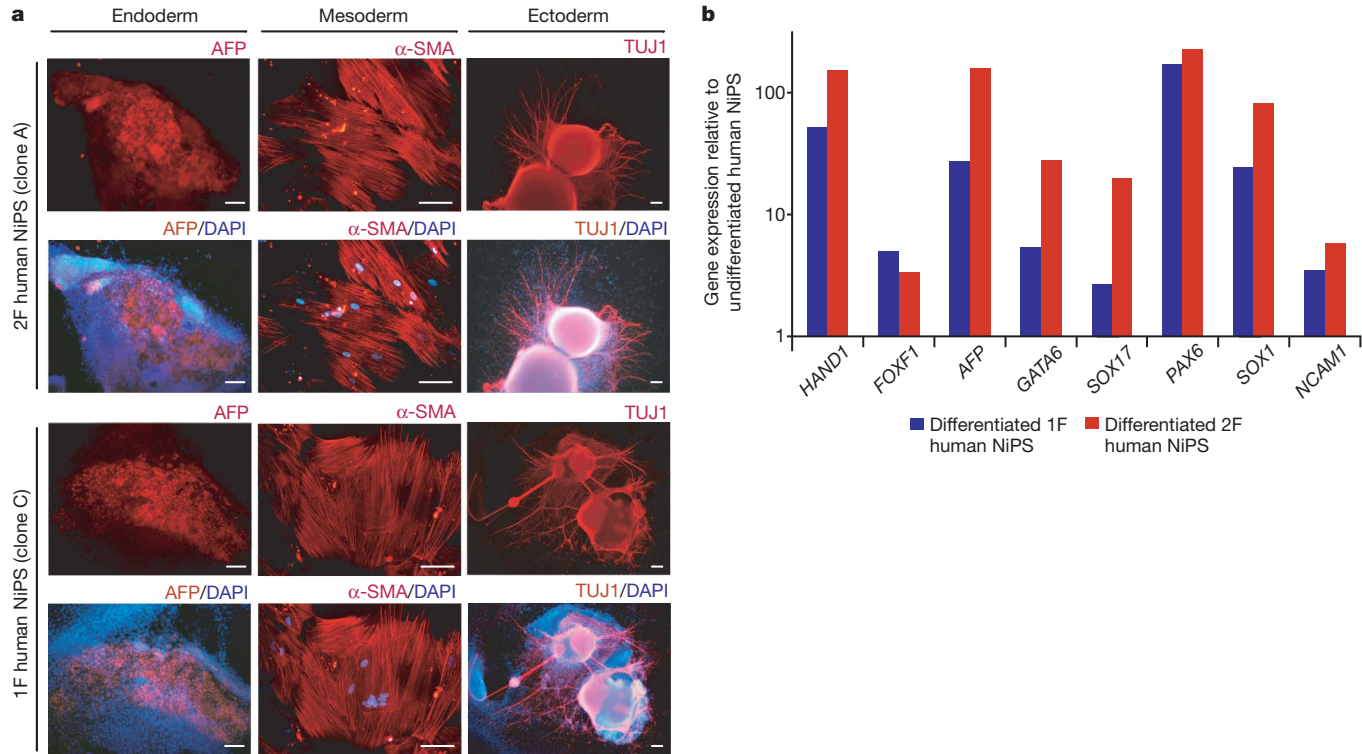 a
Endoderm
Mesoderm
Ectoderm
2F human NiPS (clone A)
AFP
α-SMA
TUJ1
AFP/DAPI
α-SMA/DAPI
TUJ1/DAPI
1F human NiPS (clone C)
AFP
α-SMA
TUJ1
AFP/DAPI
α-SMA/DAPI
TUJ1/DAPI
b
Gene expression relative to
undifferentiated human NiPS
100
10
1
HAND1
FOXF1
AFP
GATA6
SOX17
PAX6
SOX1
NCAM1
Differentiated 1F
human NiPS
Differentiated 2F
human NiPS